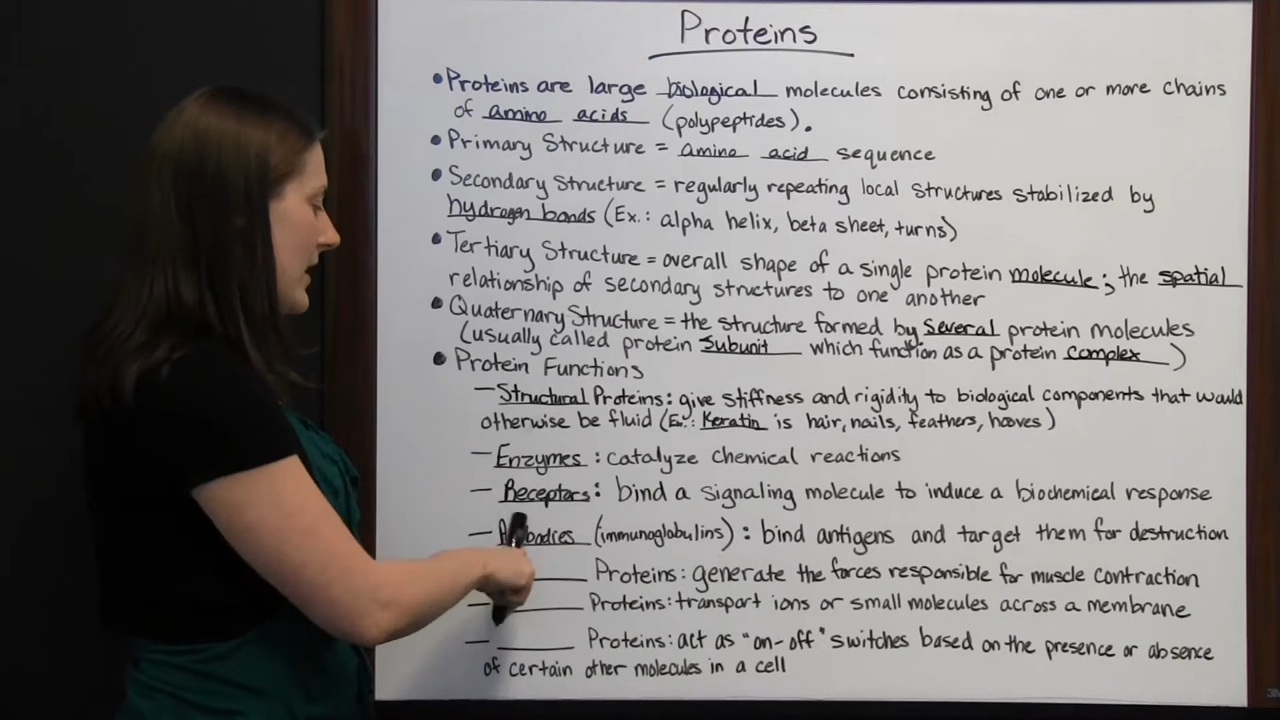 Proteins
• Proteins are large biological molecules consisting of one or more chains
of amino acids (polypeptides).
• Primary Structure = amino acid sequence
• Secondary Structure = regularly repeating local structures stabilized by
hydrogen bonds (Ex.: alpha helix, beta sheet, turns)
• Tertiary Structure = overall shape of a single protein molecule; the spatial
relationship of secondary structures to one another
• Quaternary Structure = the structure formed by several protein molecules
(usually called protein subunit which function as a protein complex)
• Protein Functions
— Structural Proteins: give stiffness and rigidity to biological components that would
otherwise be fluid (Ex.: Keratin is hair, nails, feathers, hooves)
— Enzymes: catalyze chemical reactions
— Receptors: bind a signaling molecule to induce a biochemical response
— (immunoglobulins): bind antigens and target them for destruction
Proteins: generate the forces responsible for muscle contraction
— ______ Proteins: transport ions or small molecules across a membrane
— ______ Proteins: act as "on-off" switches based on the presence or absence
of certain other molecules in a cell